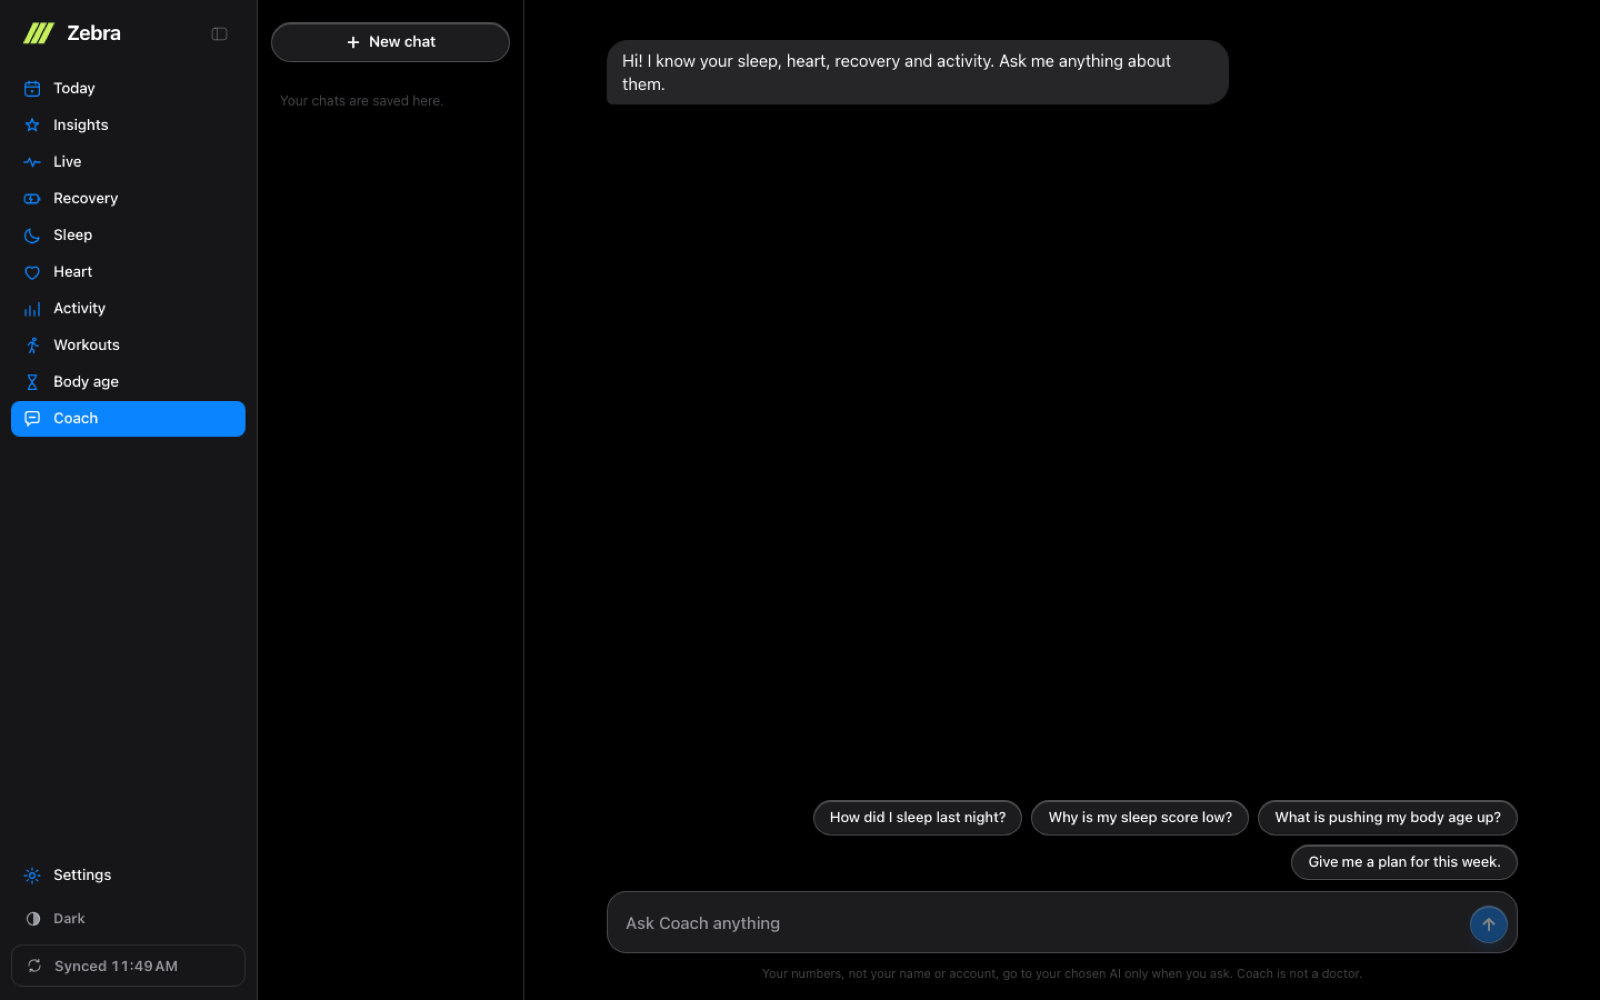 Zebra
Today
Insights
Live
Recovery
Sleep
Heart
Activity
Workouts
Body age
Coach
Settings
Dark
Synced 11:49 AM
New chat
Your chats are saved here.
Hi! I know your sleep, heart, recovery and activity. Ask me anything about
them.
How did I sleep last night?
Why is my sleep score low?
What is pushing my body age up?
Give me a plan for this week.
Ask Coach anything
Your numbers, not your name or account, go to your chosen AI only when you ask. Coach is not a doctor.